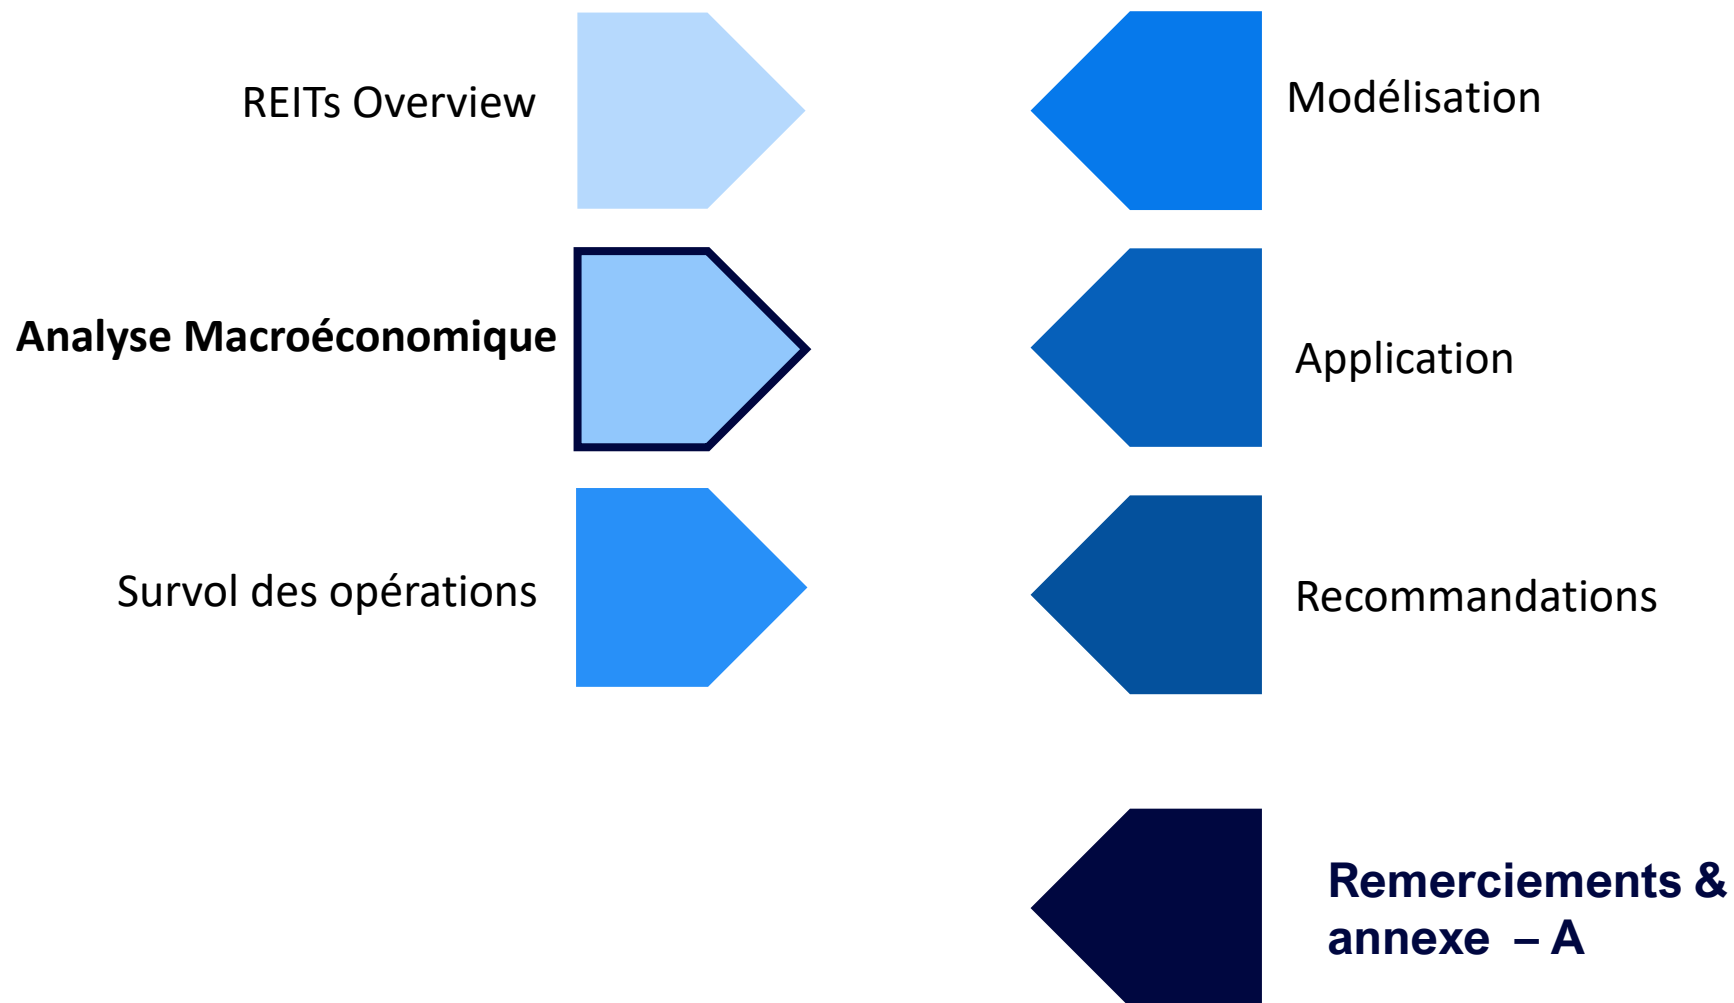 REITs Overview
Analyse Macroéconomique
Survol des opérations
Modélisation
Application
Recommandations
Remerciements &
annexe – A